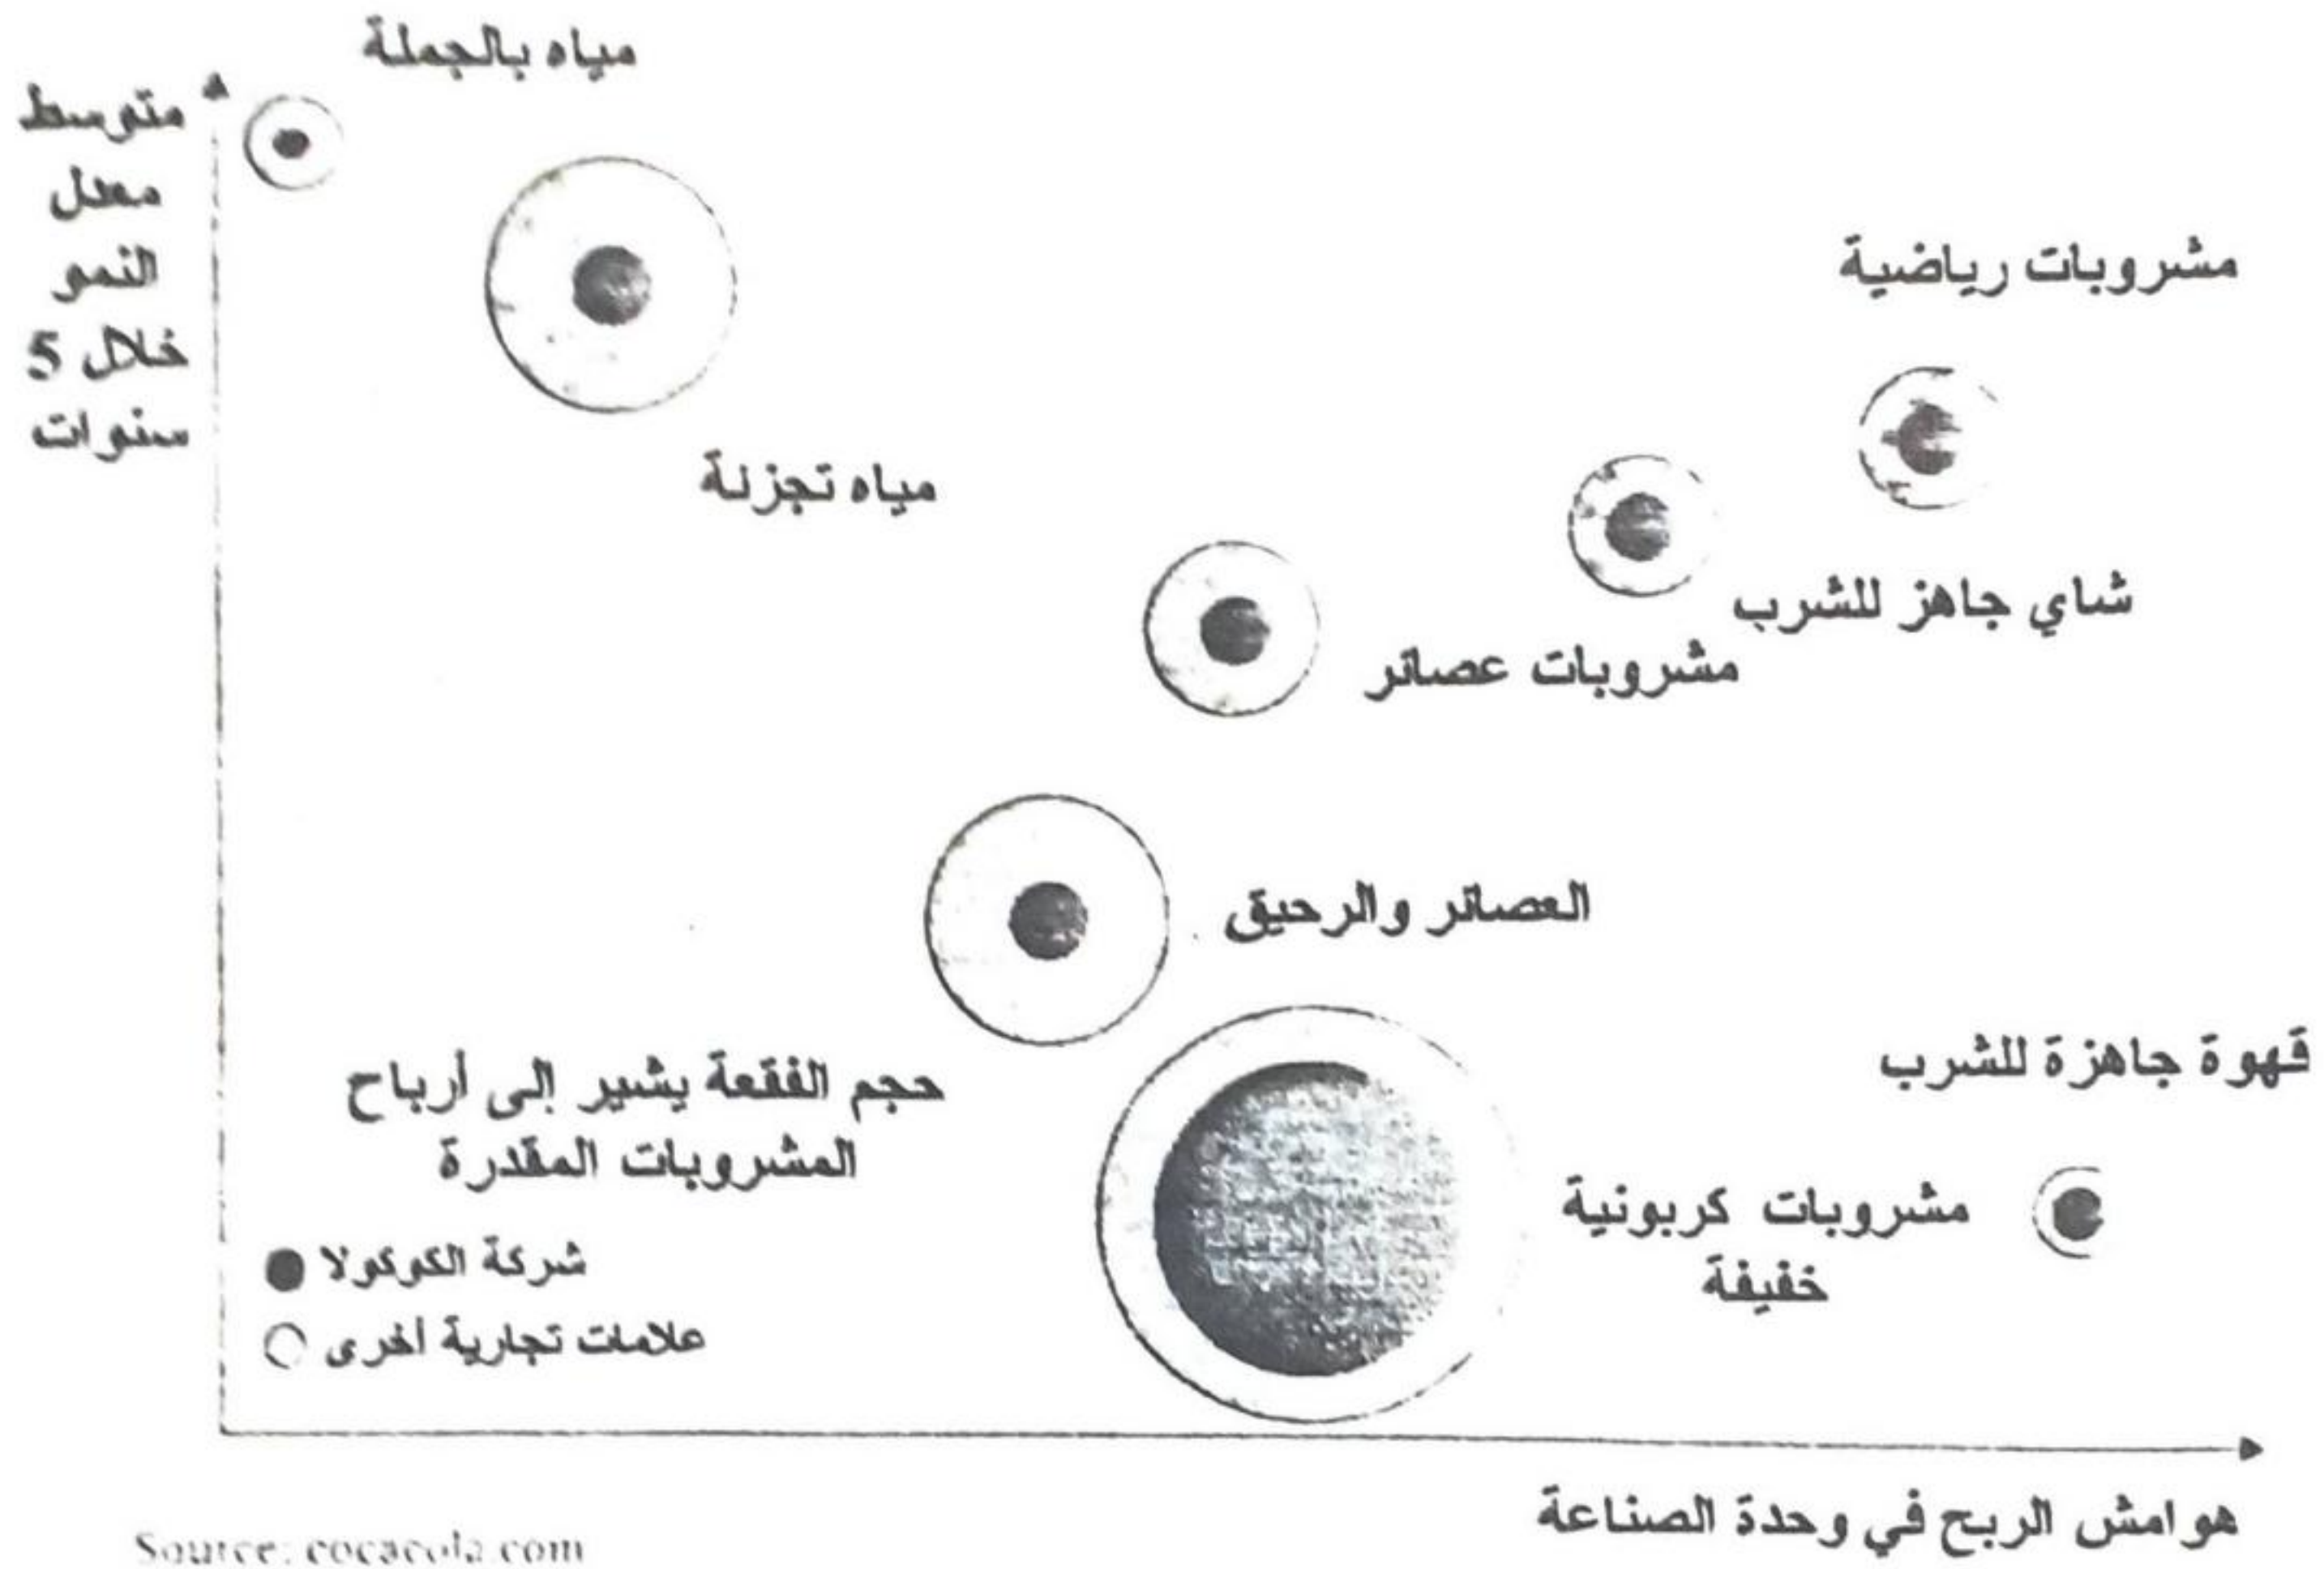 مياه بالجملة
متوسط
معدل
النمو
خلال 5
سنوات
مشروبات رياضية
مياه تجزئة
شاي جاهز للشرب
مشروبات عصائر
العصائر والرحيق
قهوة جاهزة للشرب
حجم الفقعة يشير إلى أرباح
المشروبات المقدرة
مشروبات كربونية
خفيفة
شركة الكوكولا
علامات تجارية أخرى
هوامش الربح في وحدة الصناعة
Source: cocacola.com